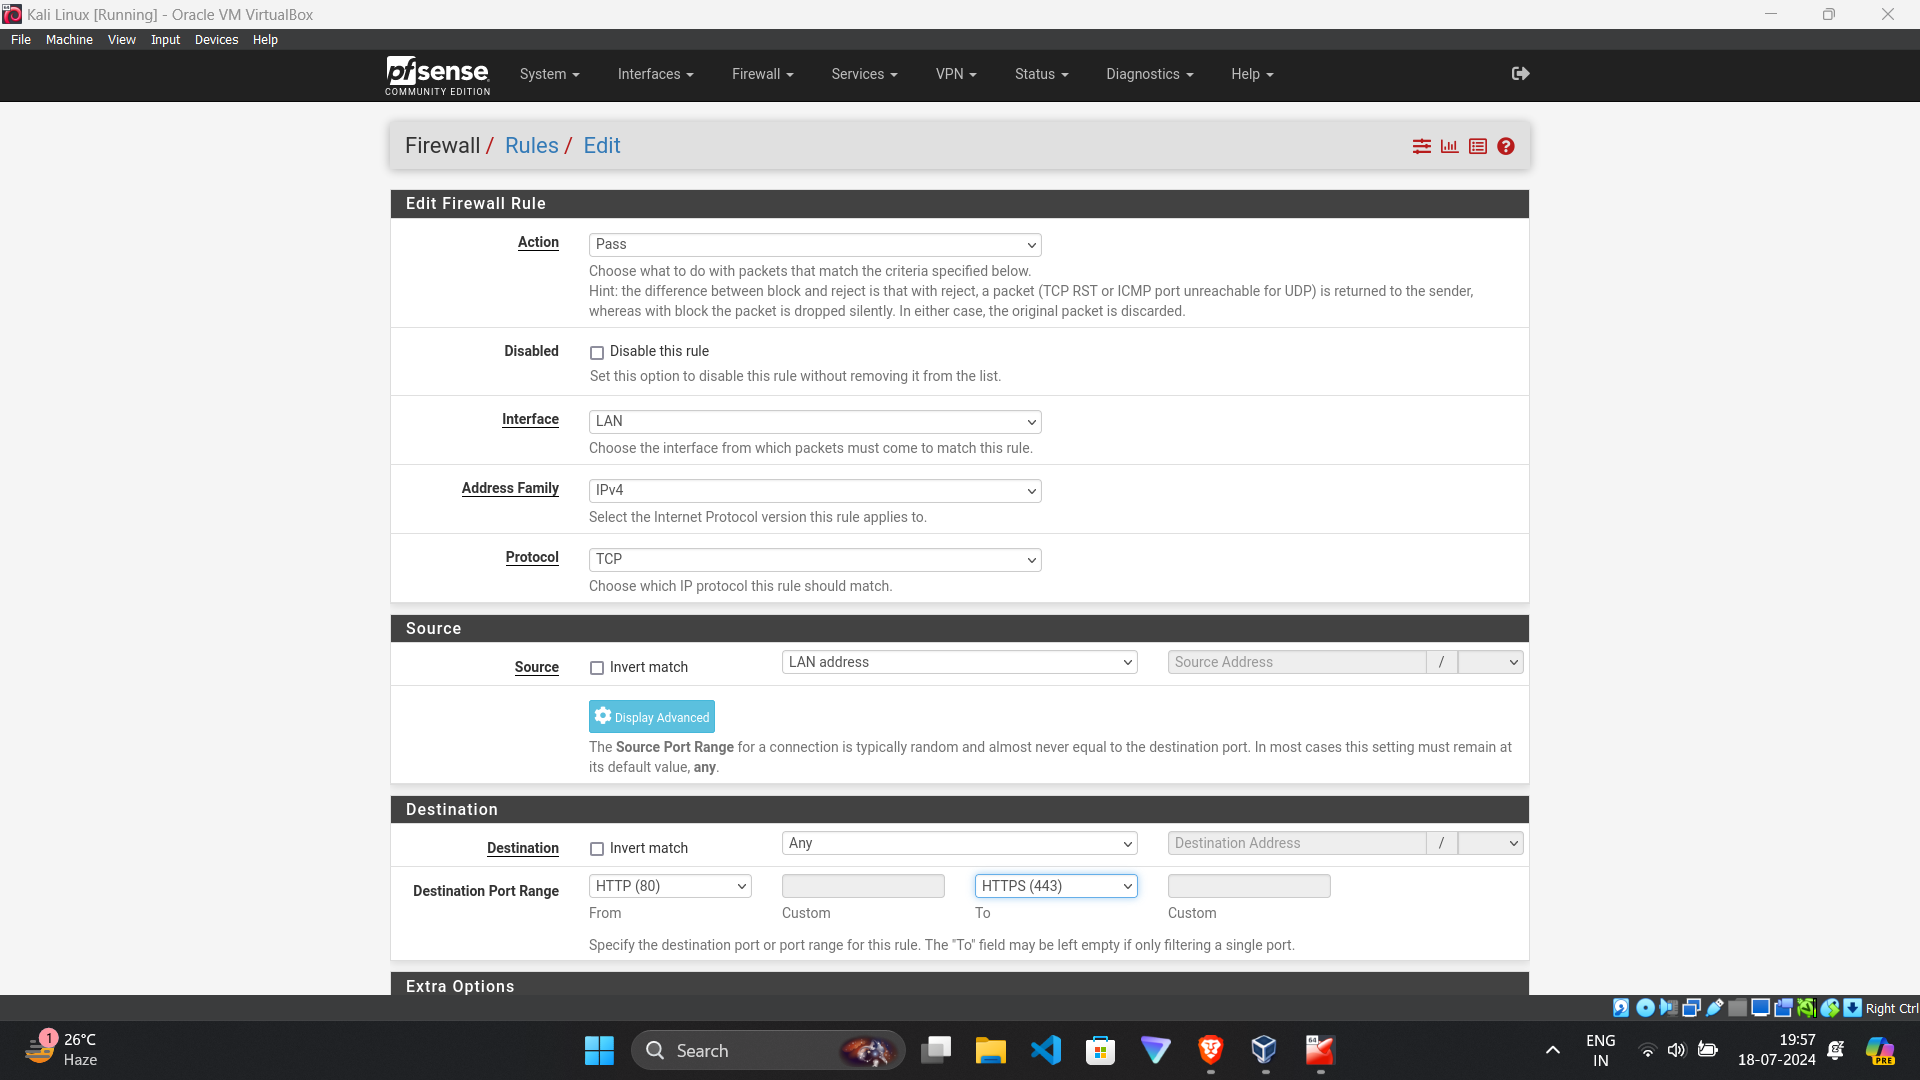 Kali Linux [Running] - Oracle VM VirtualBox
File Machine View Input Devices Help
pfsense
COMMUNITY EDITION
System Interfaces Firewall Services VPN Status Diagnostics Help
Firewall / Rules / Edit
Edit Firewall Rule
Action
Pass
Choose what to do with packets that match the criteria specified below.
Hint: the difference between block and reject is that with reject, a packet (TCP RST or ICMP port unreachable for UDP) is returned to the sender,
whereas with block the packet is dropped silently. In either case, the original packet is discarded.
Disabled
Disable this rule
Set this option to disable this rule without removing it from the list.
Interface
LAN
Choose the interface from which packets must come to match this rule.
Address Family
IPv4
Select the Internet Protocol version this rule applies to.
Protocol
TCP
Choose which IP protocol this rule should match.
Source
Source Invert match LAN address Source Address /
Display Advanced
The Source Port Range for a connection is typically random and almost never equal to the destination port. In most cases this setting must remain at
its default value, any.
Destination
Destination Invert match Any Destination Address /
Destination Port Range HTTP (80) HTTPS (443)
From Custom To Custom
Specify the destination port or port range for this rule. The "To" field may be left empty if only filtering a single port.
Extra Options
Right Ctrl
1
26°C
Haze
Search
64
ENG
IN
19:57
18-07-2024
PRE